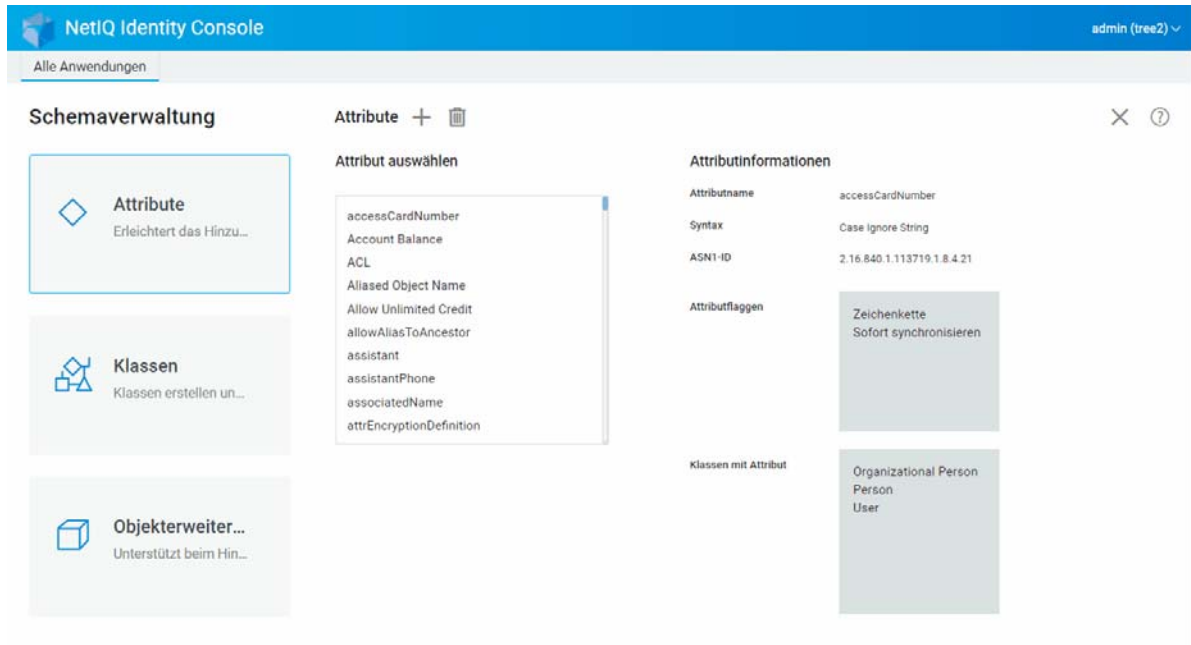 NetIQ Identity Console
admin (tree2)
Alle Anwendungen
Schemaverwaltung
Attribute
Erleichtert das Hinzu...
Klassen
Klassen erstellen un...
Objekterweiter...
Unterstützt beim Hin...
Attribute
Attribut auswählen
accessCardNumber
Account Balance
ACL
Aliased Object Name
Allow Unlimited Credit
allowAliasToAncestor
assistant
assistantPhone
associatedName
attrEncryptionDefinition
Attributinformationen
Attributname accessCardNumber
Syntax Case Ignore String
ASN1-ID 2.16.840.1.113719.1.8.4.21
Attributflaggen
Zeichenkette
Sofort synchronisieren
Klassen mit Attribut
Organizational Person
Person
User